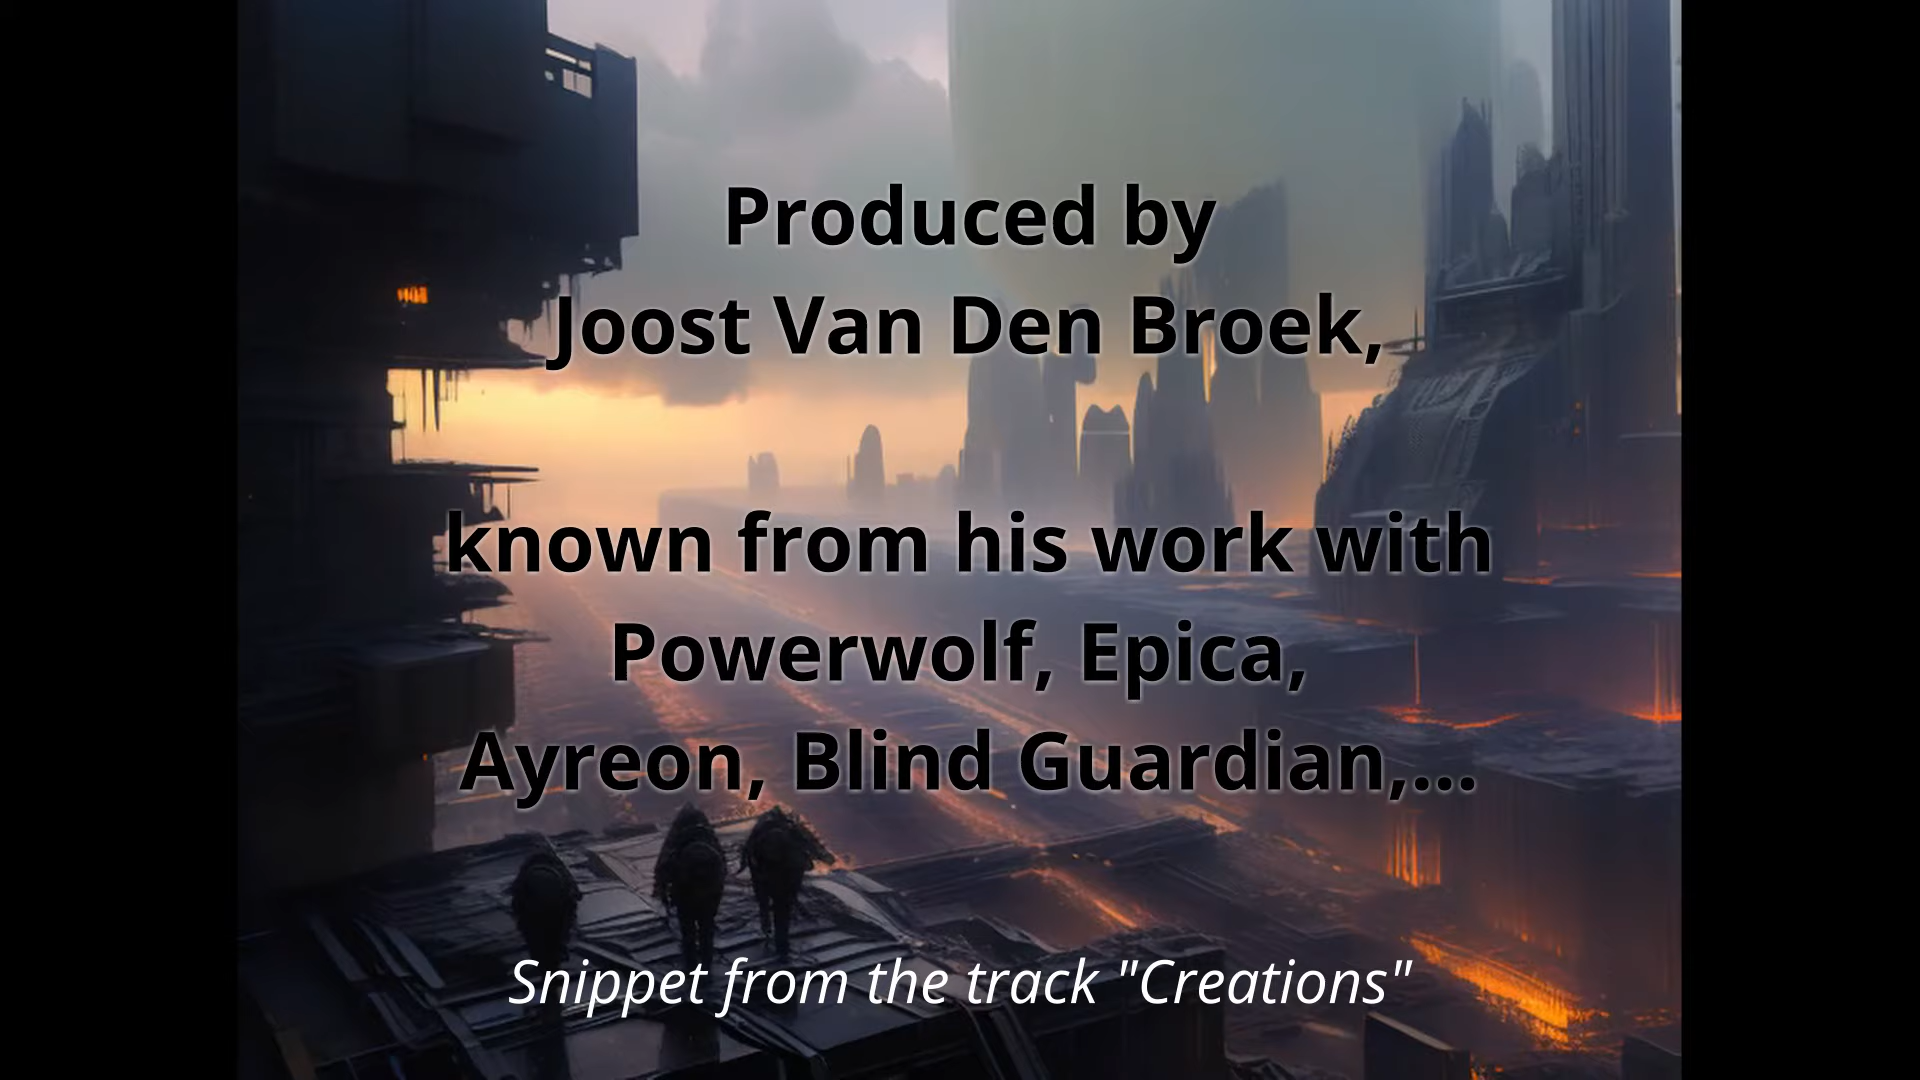 Produced by
Joost Van Den Broek,
known from his work with
Powerwolf, Epica,
Ayreon, Blind Guardian,...
Snippet from the track "Creations"